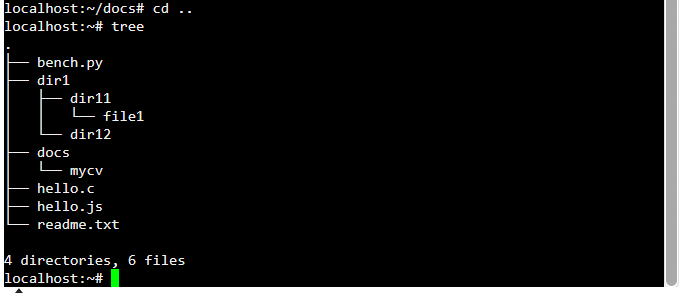 localhost:~/docs# cd ..
localhost:~# tree
.
├── bench.py
├── dir1
│   ├── dir11
│   │   └── file1
│   └── dir12
├── docs
│   └── mycv
├── hello.c
├── hello.js
└── readme.txt

4 directories, 6 files
localhost:~#